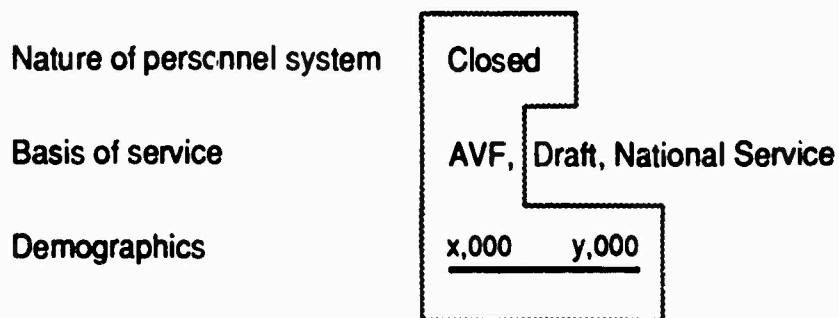 Nature of personnel system Closed
Basis of service AVF, Draft, National Service
Demographics x,000 y,000